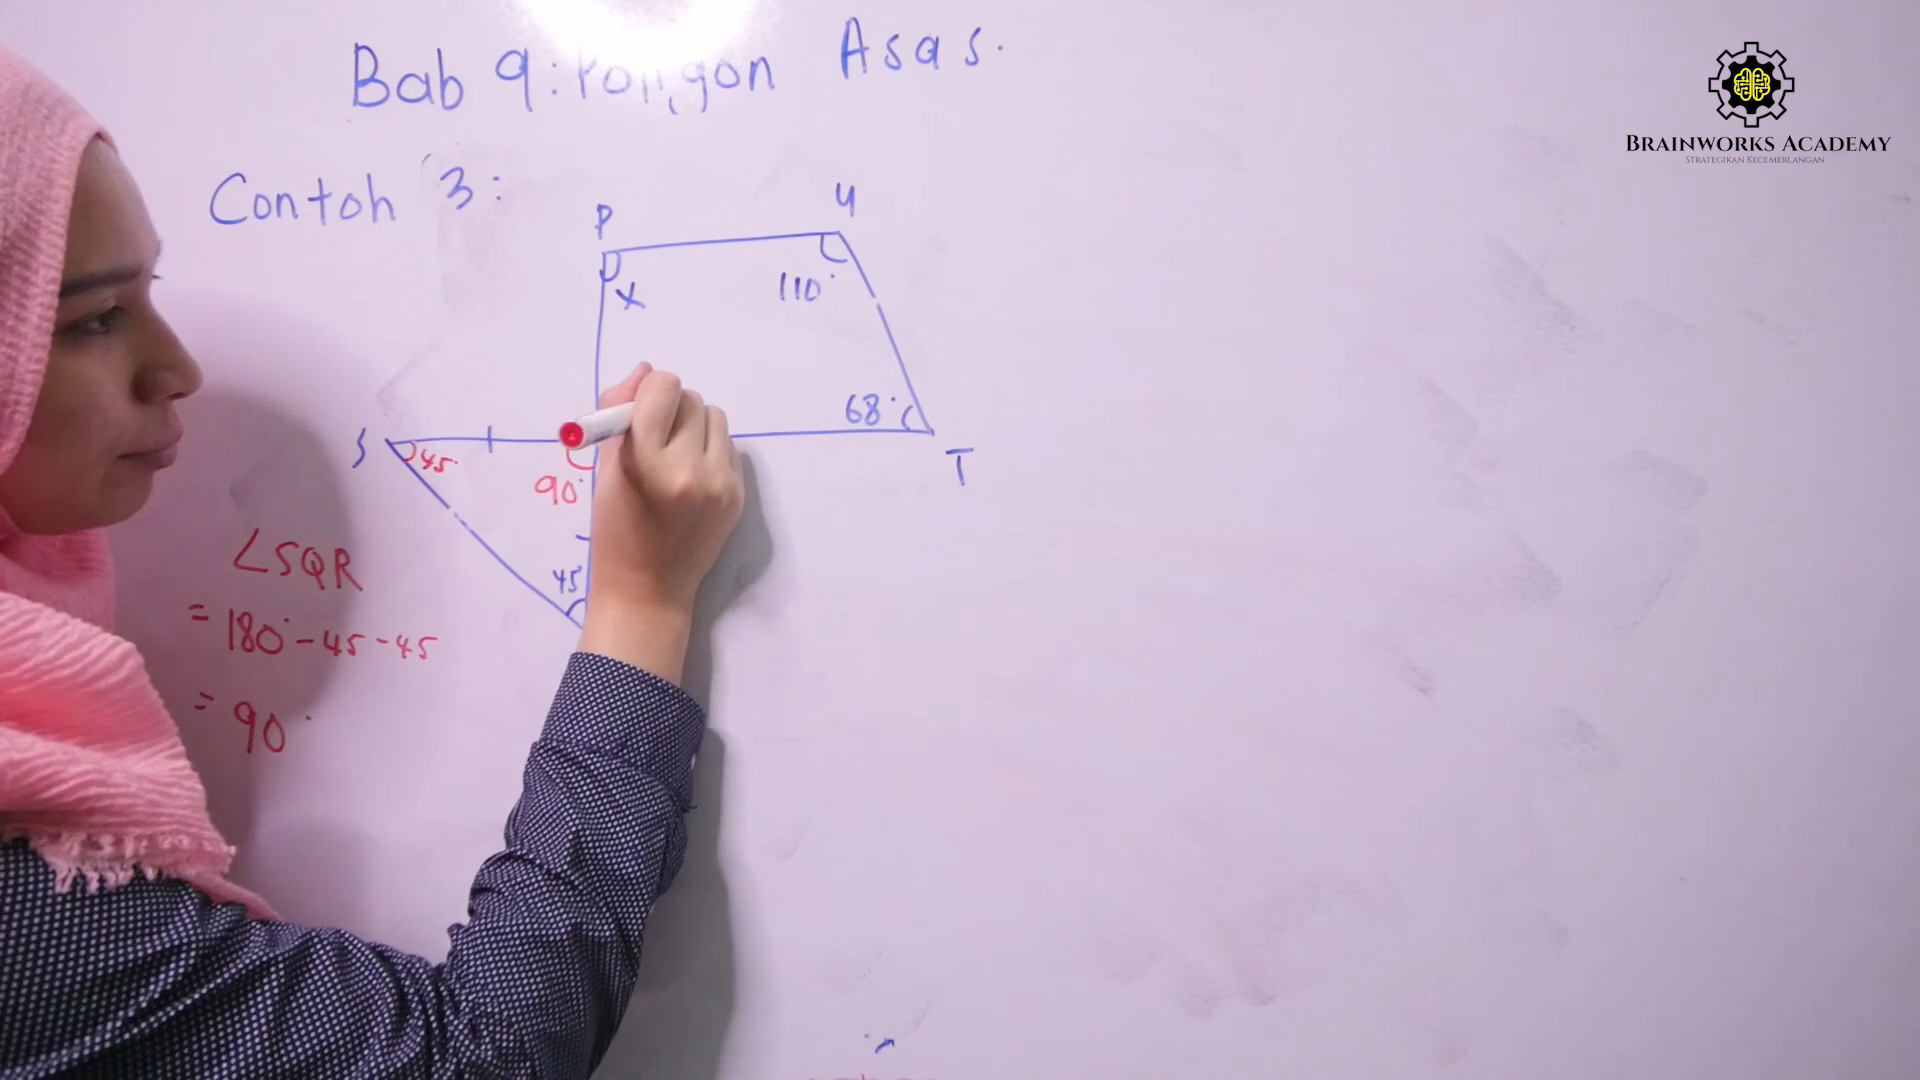 Bab 9: Poligon Asas.
BRAINWORKS ACADEMY
STRATEGIKAN KECEMERLANGAN
Contoh 3:
P
U
x
110°
68°
S
45°
T
90°
45
∠SQR
= 180° - 45 - 45
= 90°